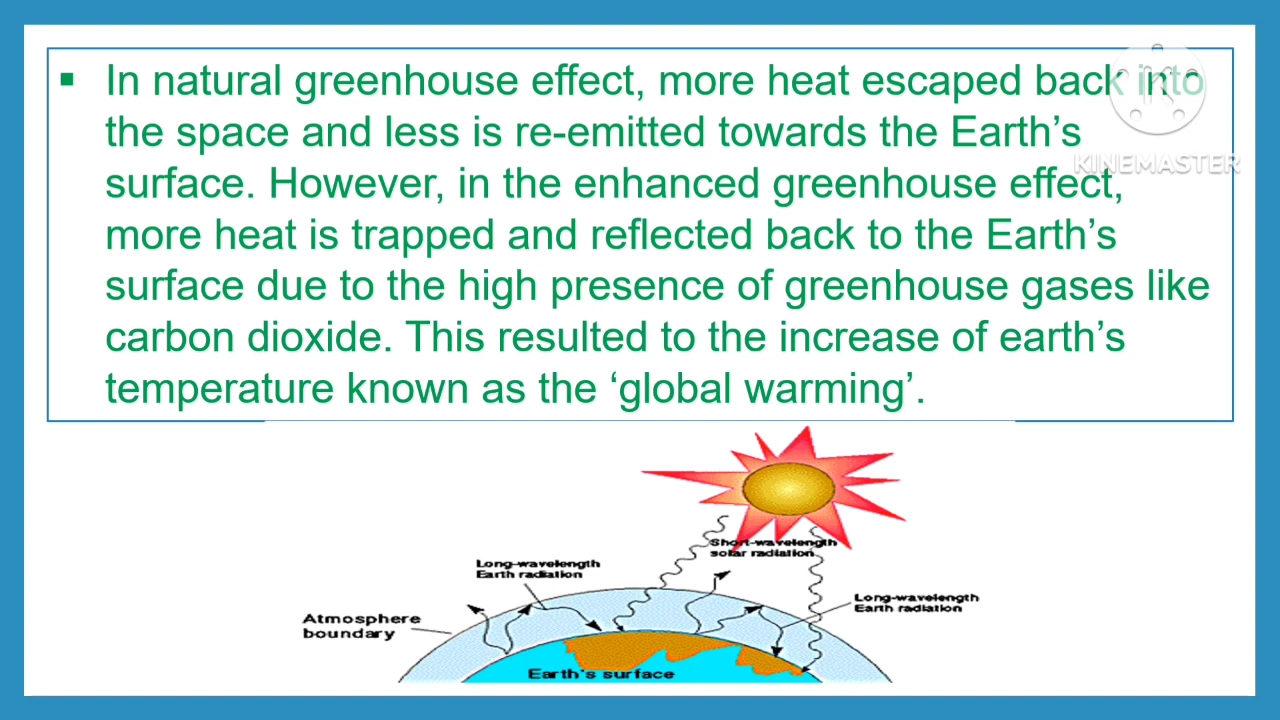 ▪ In natural greenhouse effect, more heat escaped back into
the space and less is re-emitted towards the Earth's
surface. However, in the enhanced greenhouse effect,
more heat is trapped and reflected back to the Earth's
surface due to the high presence of greenhouse gases like
carbon dioxide. This resulted to the increase of earth's
temperature known as the ‘global warming’.
KINEMASTER
Short-wavelength
solar radiation
Long-wavelength
Earth radiation
Long-wavelength
Earth radiation
Atmosphere
boundary
Earth's surface